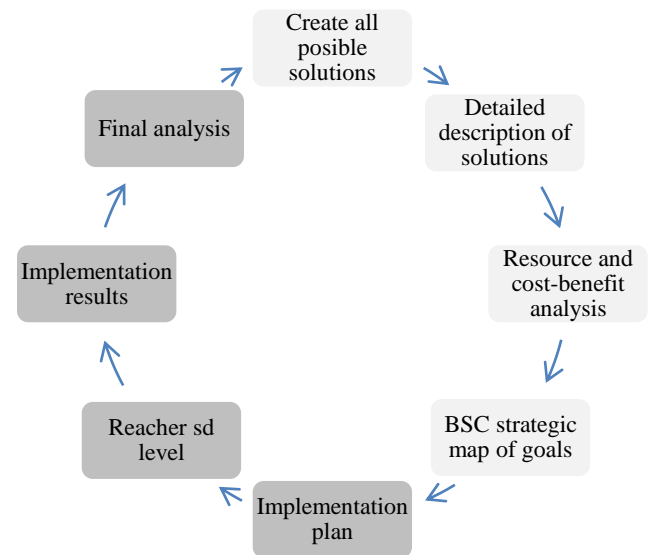 Create all
posible
solutions
Detailed
description of
solutions
Resource and
cost-benefit
analysis
BSC strategic
map of goals
Implementation
plan
Reacher sd
level
Implementation
results
Final analysis